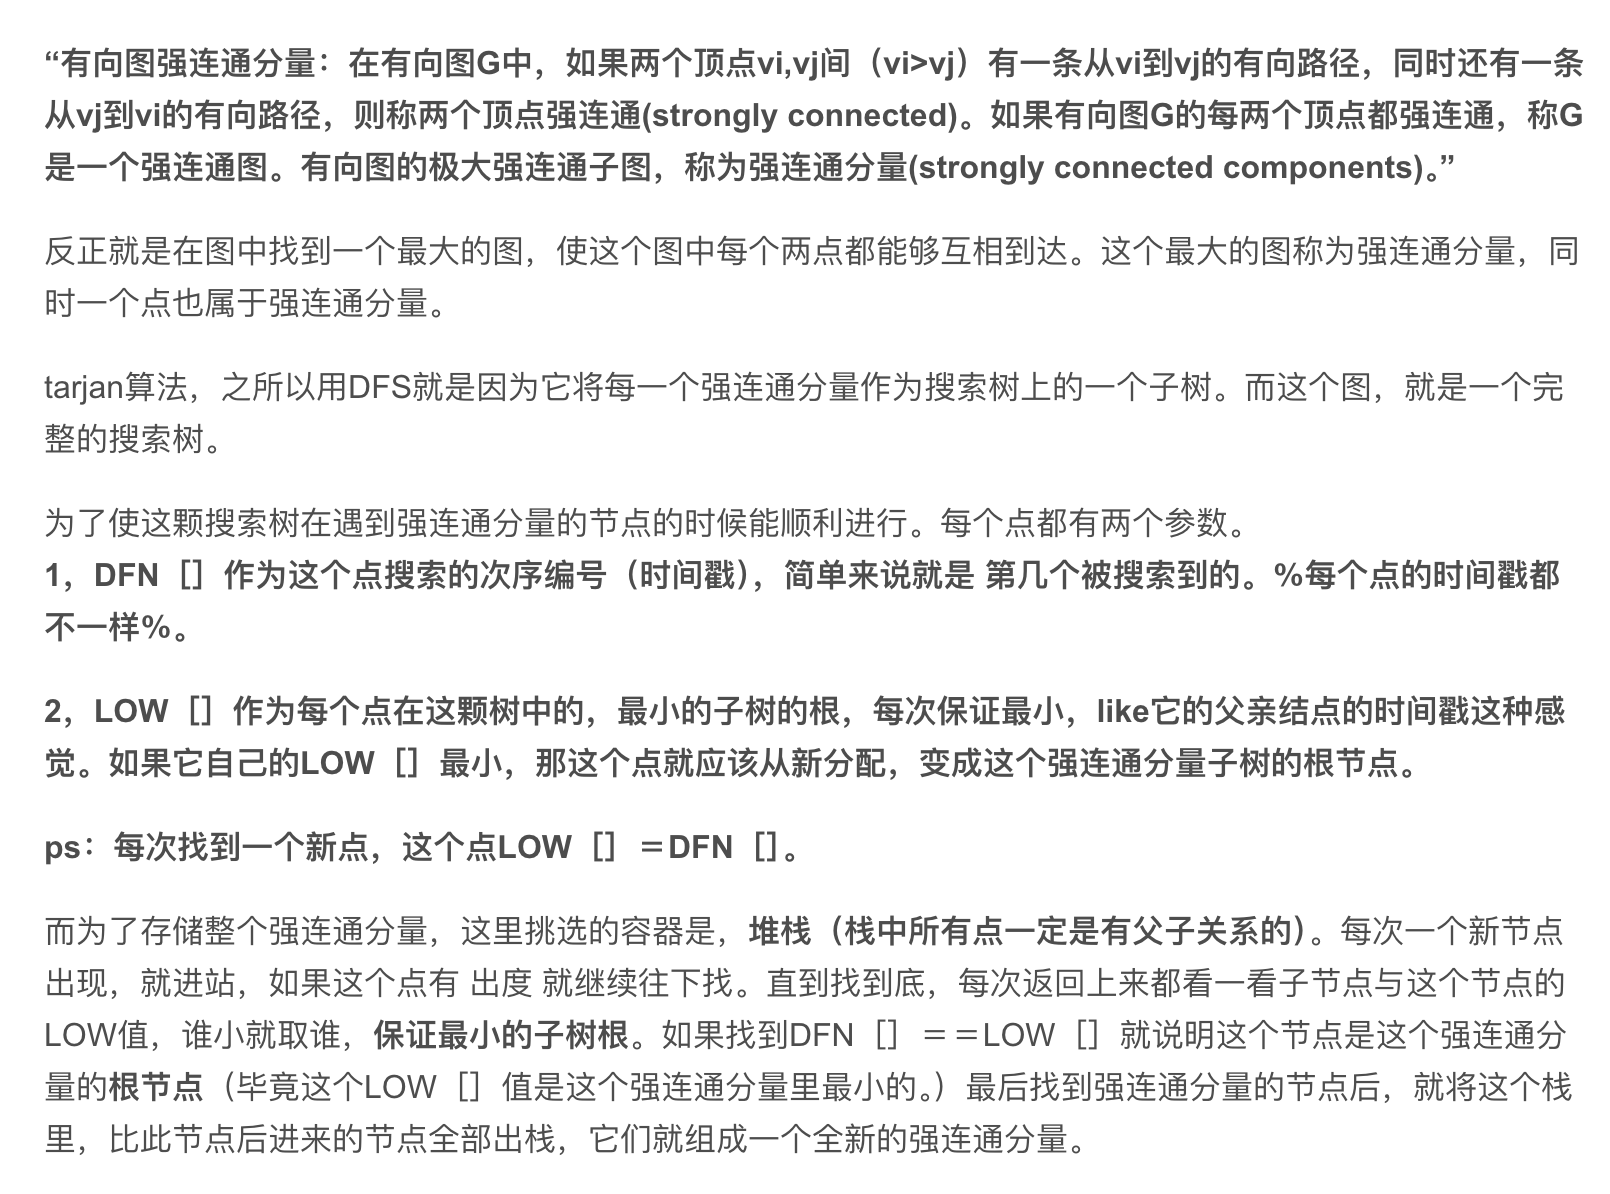 “有向图强连通分量：在有向图G中，如果两个顶点vi,vj间（vi>vj）有一条从vi到vj的有向路径，同时还有一条
从vj到vi的有向路径，则称两个顶点强连通(strongly connected)。如果有向图G的每两个顶点都强连通，称G
是一个强连通图。有向图的极大强连通子图，称为强连通分量(strongly connected components)。”
反正就是在图中找到一个最大的图，使这个图中每个两点都能够互相到达。这个最大的图称为强连通分量，同
时一个点也属于强连通分量。
tarjan算法，之所以用DFS就是因为它将每一个强连通分量作为搜索树上的一个子树。而这个图，就是一个完
整的搜索树。
为了使这颗搜索树在遇到强连通分量的节点的时候能顺利进行。每个点都有两个参数。
1，DFN［］作为这个点搜索的次序编号（时间戳），简单来说就是 第几个被搜索到的。％每个点的时间戳都
不一样％。
2，LOW［］作为每个点在这颗树中的，最小的子树的根，每次保证最小，like它的父亲结点的时间戳这种感
觉。如果它自己的LOW［］最小，那这个点就应该从新分配，变成这个强连通分量子树的根节点。
ps：每次找到一个新点，这个点LOW［］＝DFN［］。
而为了存储整个强连通分量，这里挑选的容器是，堆栈（栈中所有点一定是有父子关系的）。每次一个新节点
出现，就进站，如果这个点有 出度 就继续往下找。直到找到底，每次返回上来都看一看子节点与这个节点的
LOW值，谁小就取谁，保证最小的子树根。如果找到DFN［］＝＝LOW［］就说明这个节点是这个强连通分
量的根节点（毕竟这个LOW［］值是这个强连通分量里最小的。）最后找到强连通分量的节点后，就将这个栈
里，比此节点后进来的节点全部出栈，它们就组成一个全新的强连通分量。